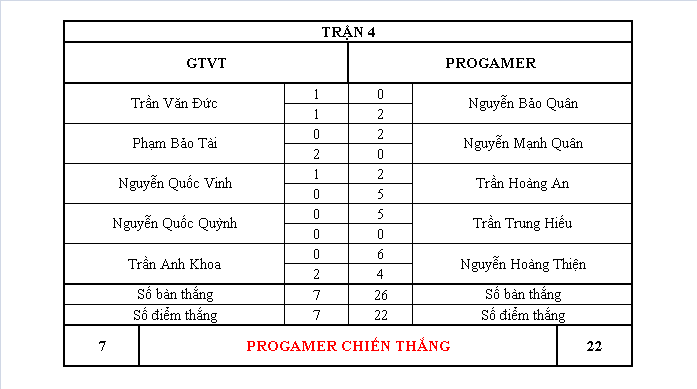 TRẬN 4
GTVT PROGAMER
Trần Văn Đức 1 0 Nguyễn Bảo Quân
1 2
Phạm Bảo Tài 0 2 Nguyễn Mạnh Quân
2 0
Nguyễn Quốc Vinh 1 2 Trần Hoàng An
0 5
Nguyễn Quốc Quỳnh 0 5 Trần Trung Hiếu
0 0
Trần Anh Khoa 0 6 Nguyễn Hoàng Thiện
2 4
Số bàn thắng 7 26 Số bàn thắng
Số điểm thắng 7 22 Số điểm thắng
7 PROGAMER CHIẾN THẮNG 22